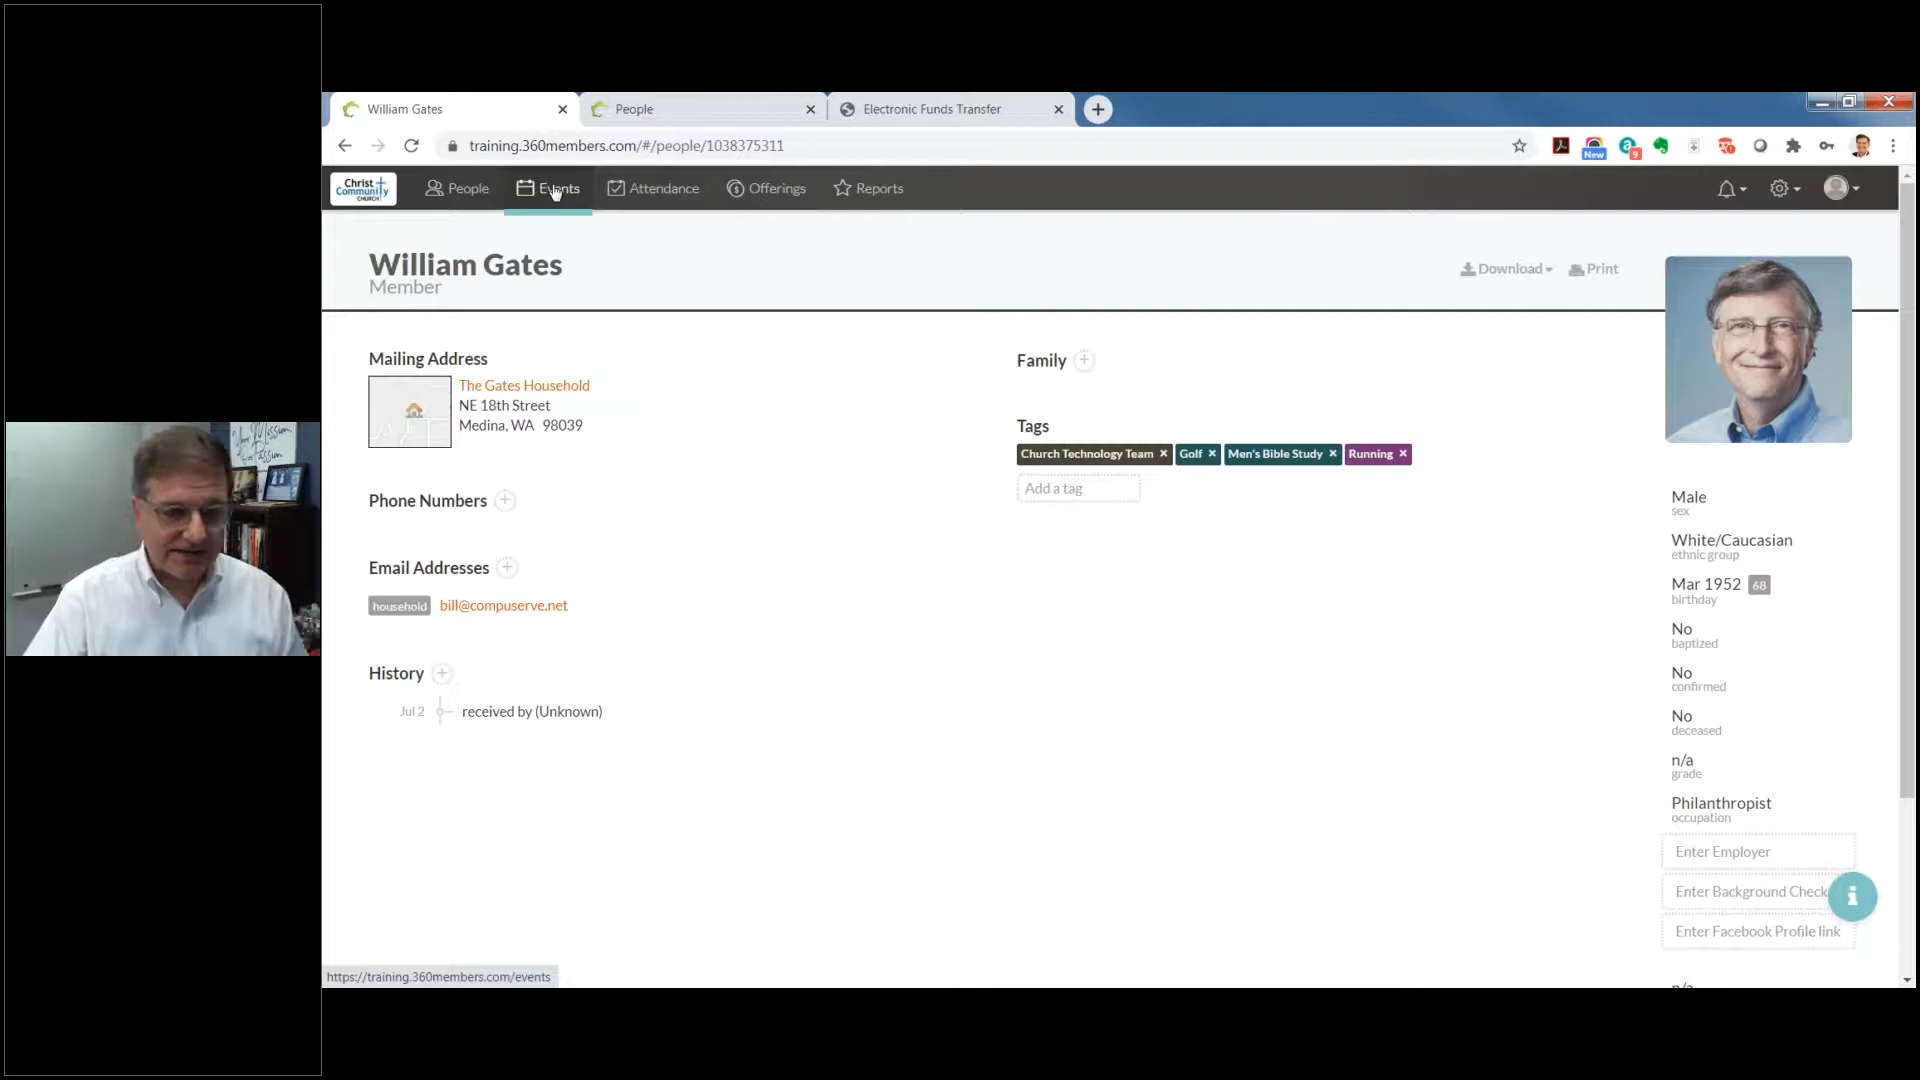 William Gates
People
Electronic Funds Transfer
training.360members.com/#/people/1038375311
New
9
Christ
Community
CHURCH
People
Events
Attendance
Offerings
Reports
William Gates
Member
Download
Print
Mailing Address
The Gates Household
NE 18th Street
Medina, WA 98039
Phone Numbers
Email Addresses
household bill@compuserve.net
History
Jul 2 received by (Unknown)
Family
Tags
Church Technology Team
Golf
Men's Bible Study
Running
Add a tag
Male
sex
White/Caucasian
ethnic group
Mar 1952 68
birthday
No
baptized
No
confirmed
No
deceased
n/a
grade
Philanthropist
occupation
Enter Employer
Enter Background Check
Enter Facebook Profile link
n/a
https://training.360members.com/events